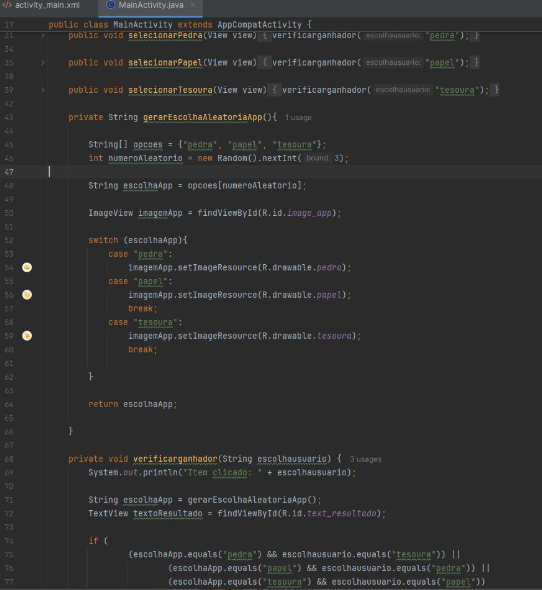 activity_main.xml MainActivity.java
17 public class MainActivity extends AppCompatActivity {
31 public void selecionarPedra(View view) { verificarganhador( escolhausuario: "pedra"); }
34
35 public void selecionarPapel(View view) { verificarganhador( escolhausuario: "papel"); }
38
39 public void selecionarTesoura(View view) { verificarganhador( escolhausuario: "tesoura"); }
42
43 private String gerarEscolhaAleatoriaApp(){ 1 usage
44
45 String[] opcoes = {"pedra", "papel", "tesoura"};
46 int numeroAleatorio = new Random().nextInt( bound: 3);
47
48 String escolhaApp = opcoes[numeroAleatorio];
49
50 ImageView imagemApp = findViewById(R.id.image_app);
51
52 switch (escolhaApp){
53 case "pedra":
54 imagemApp.setImageResource(R.drawable.pedra);
55 case "papel":
56 imagemApp.setImageResource(R.drawable.papel);
57 break;
58 case "tesoura":
59 imagemApp.setImageResource(R.drawable.tesoura);
60 break;
61
62 }
63
64 return escolhaApp;
65
66 }
67
68 private void verificarganhador(String escolhausuario) { 3 usages
69 System.out.println("Item clicado: " + escolhausuario);
70
71 String escolhaApp = gerarEscolhaAleatoriaApp();
72 TextView textoResultado = findViewById(R.id.text_resultado);
73
74 if (
75 (escolhaApp.equals("pedra") && escolhausuario.equals("tesoura")) ||
76 (escolhaApp.equals("papel") && escolhausuario.equals("pedra")) ||
77 (escolhaApp.equals("tesoura") && escolhausuario.equals("papel"))